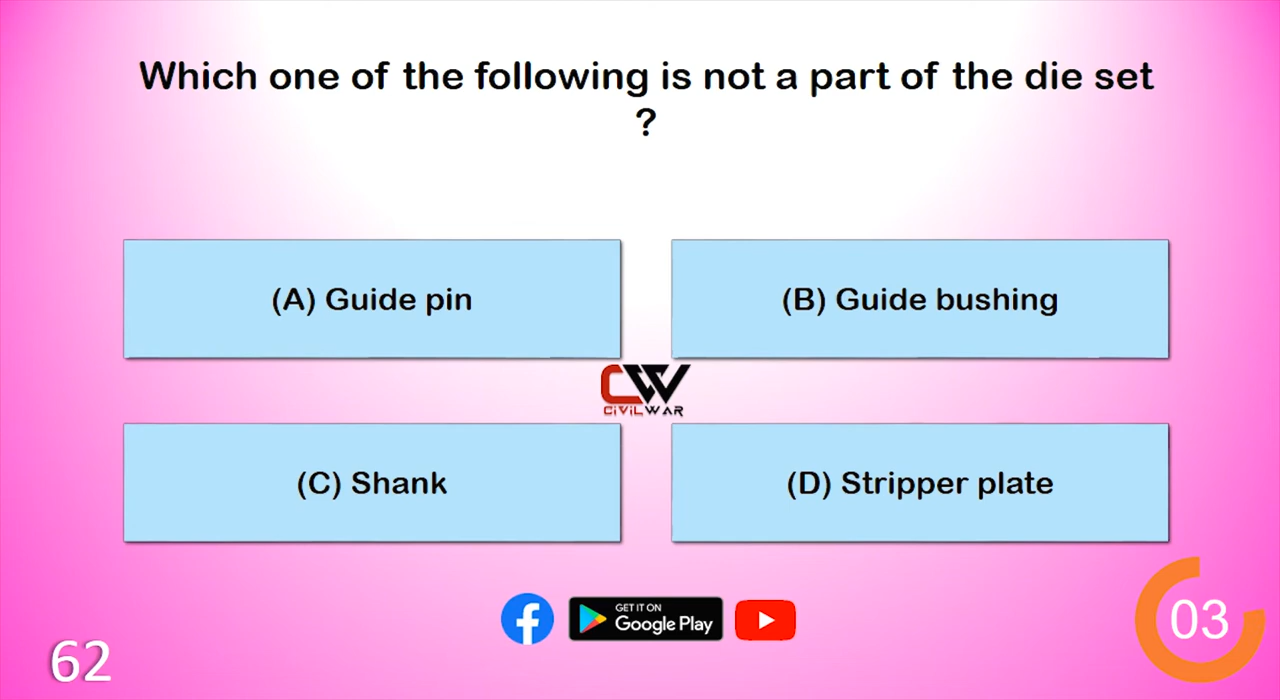 Which one of the following is not a part of the die set
?
(A) Guide pin
(B) Guide bushing
CW
CiViLWAR
(C) Shank
(D) Stripper plate
GET IT ON
Google Play
03
62